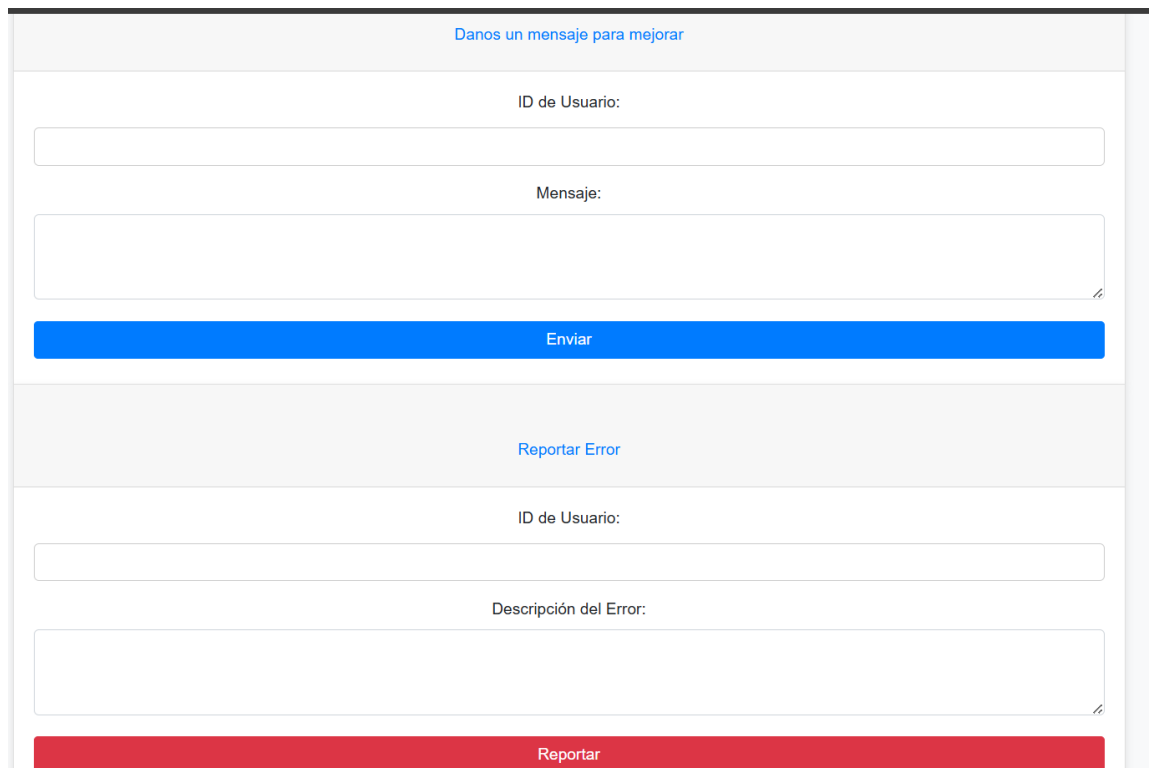 Danos un mensaje para mejorar
ID de Usuario:
Mensaje:
Enviar
Reportar Error
ID de Usuario:
Descripción del Error:
Reportar